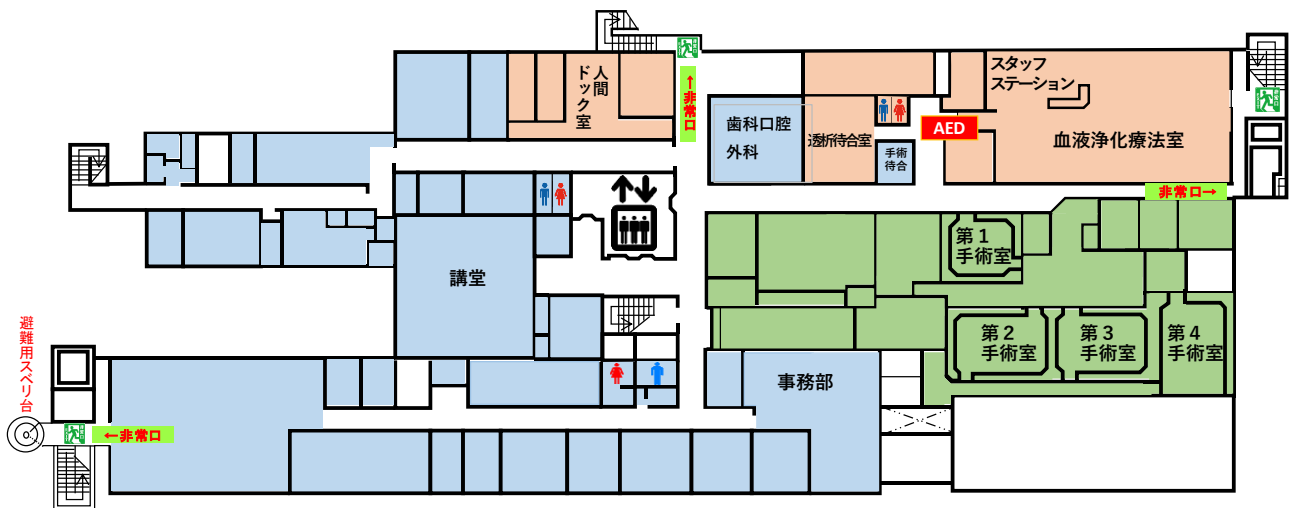 人間
ドック室
↑非常口
スタッフ
ステーション
歯科口腔
外科
透析待合室
手術
待合
AED
血液浄化療法室
非常口→
講堂
第1
手術室
第2
手術室
第3
手術室
第4
手術室
避難用スベリ台
事務部
←非常口